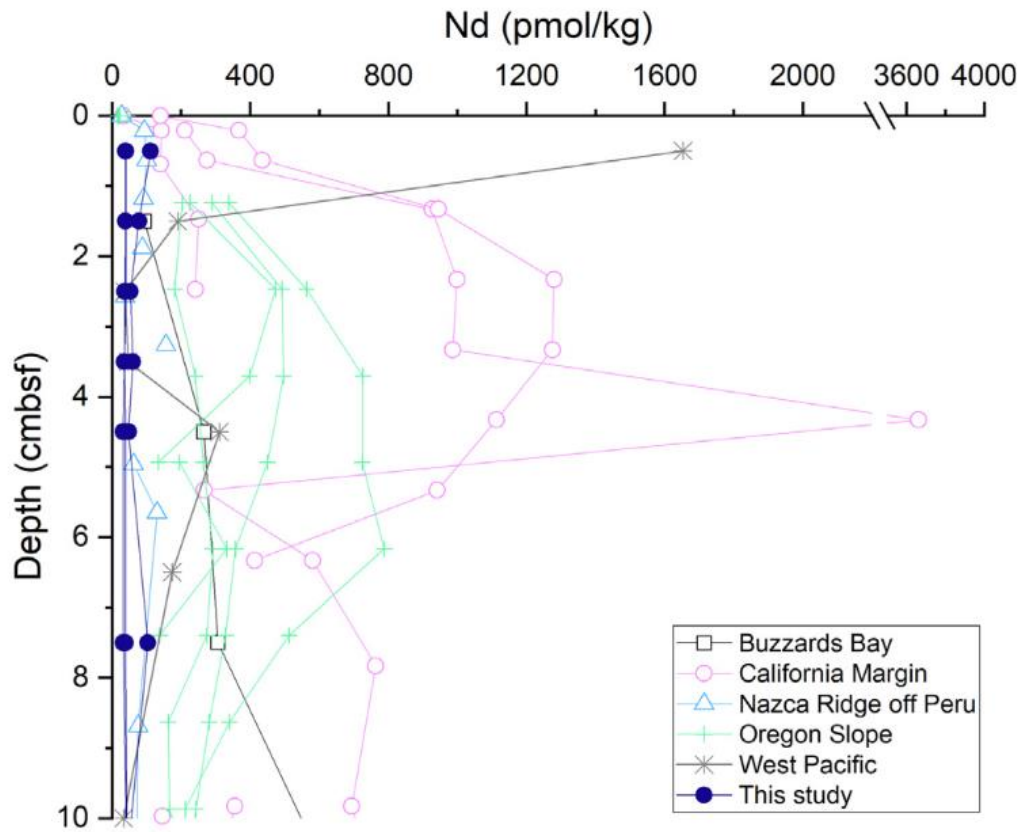 Nd (pmol/kg)
0 400 800 1200 1600 2000 3600 4000
Depth (cmbsf)
0
2
4
6
8
10
Buzzards Bay
California Margin
Nazca Ridge off Peru
Oregon Slope
West Pacific
This study